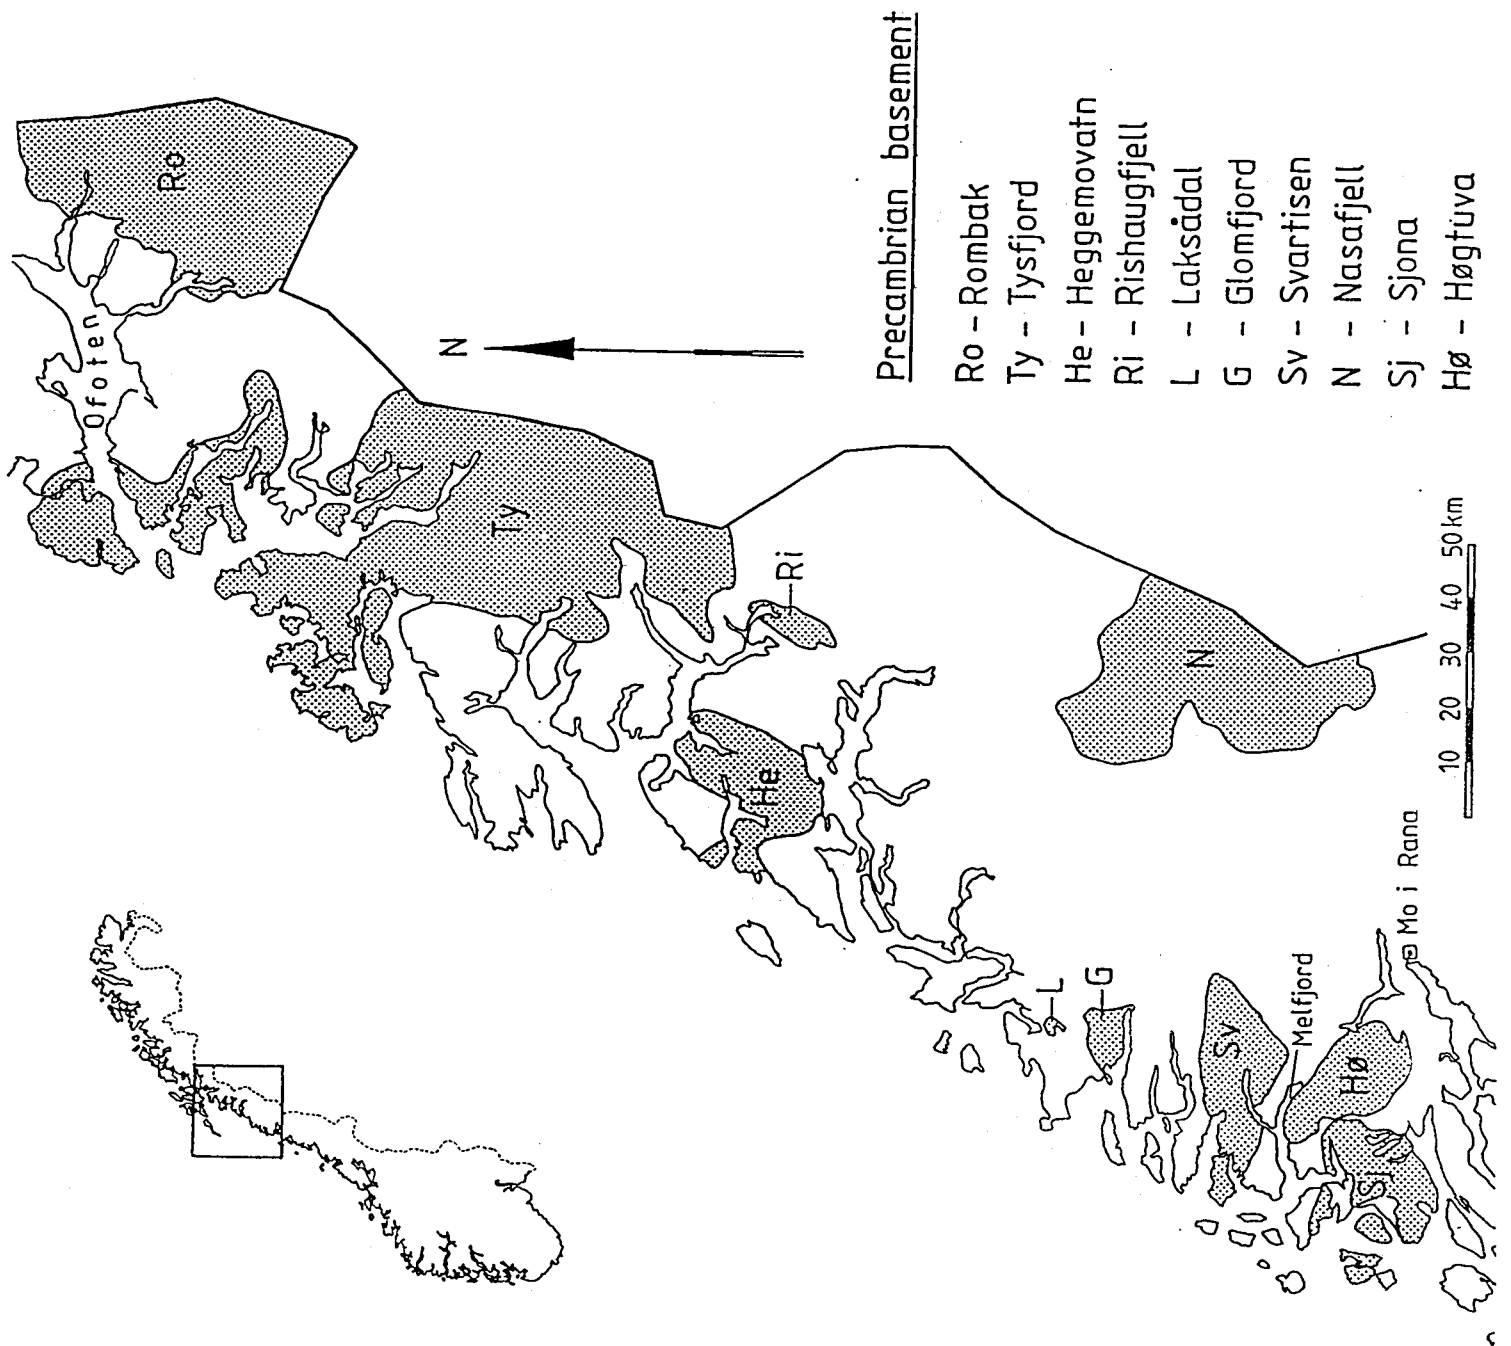 Ro
Ofoten
N
Ty
Ri
He
L
G
Sv
Melfjord
Hø
Sj
N
Mo i Rana
10 20 30 40 50 km
Precambrian basement
Ro – Rombak
Ty – Tysfjord
He – Heggmovatn
Ri – Rishaugfjell
L – Laksådal
G – Glomfjord
Sv – Svartisen
N – Nasafjell
Sj – Sjona
Hø – Høgtuva